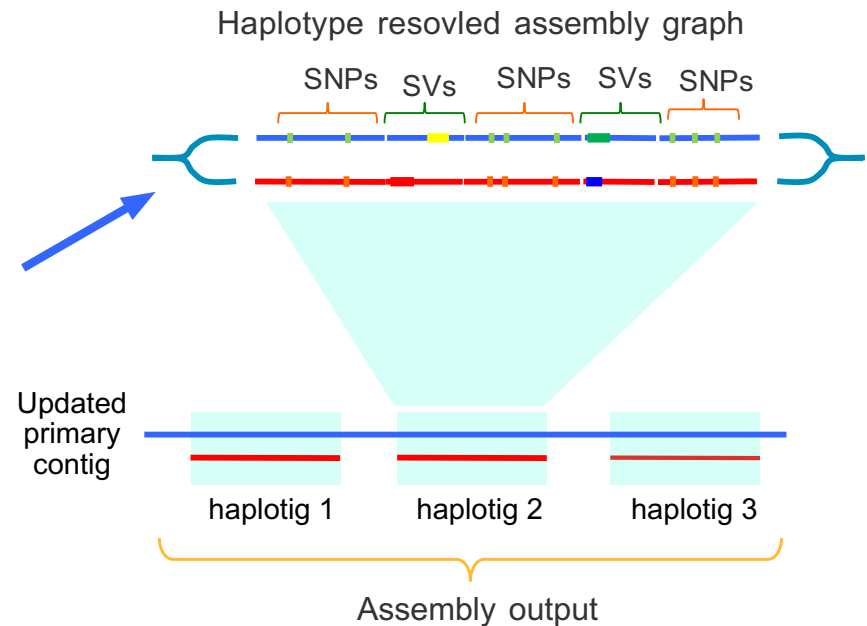 Haplotype resovled assembly graph
SNPs SVs SNPs SVs SNPs
Updated
primary
contig
haplotig 1 haplotig 2 haplotig 3
Assembly output